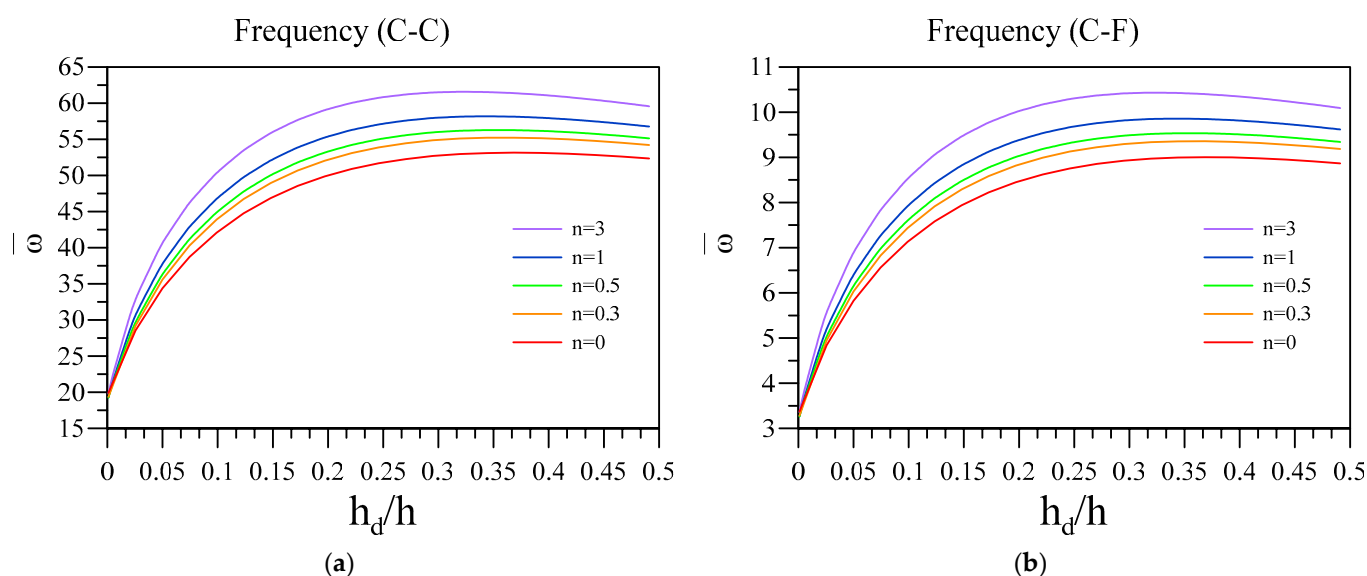 Frequency (C-C)
65
60
55
50
45
40
35
30
25
20
15
ω̅
n=3
n=1
n=0.5
n=0.3
n=0
0 0.05 0.1 0.15 0.2 0.25 0.3 0.35 0.4 0.45 0.5
h_d/h
(a)
Frequency (C-F)
11
10
9
8
7
6
5
4
3
ω̅
n=3
n=1
n=0.5
n=0.3
n=0
0 0.05 0.1 0.15 0.2 0.25 0.3 0.35 0.4 0.45 0.5
h_d/h
(b)